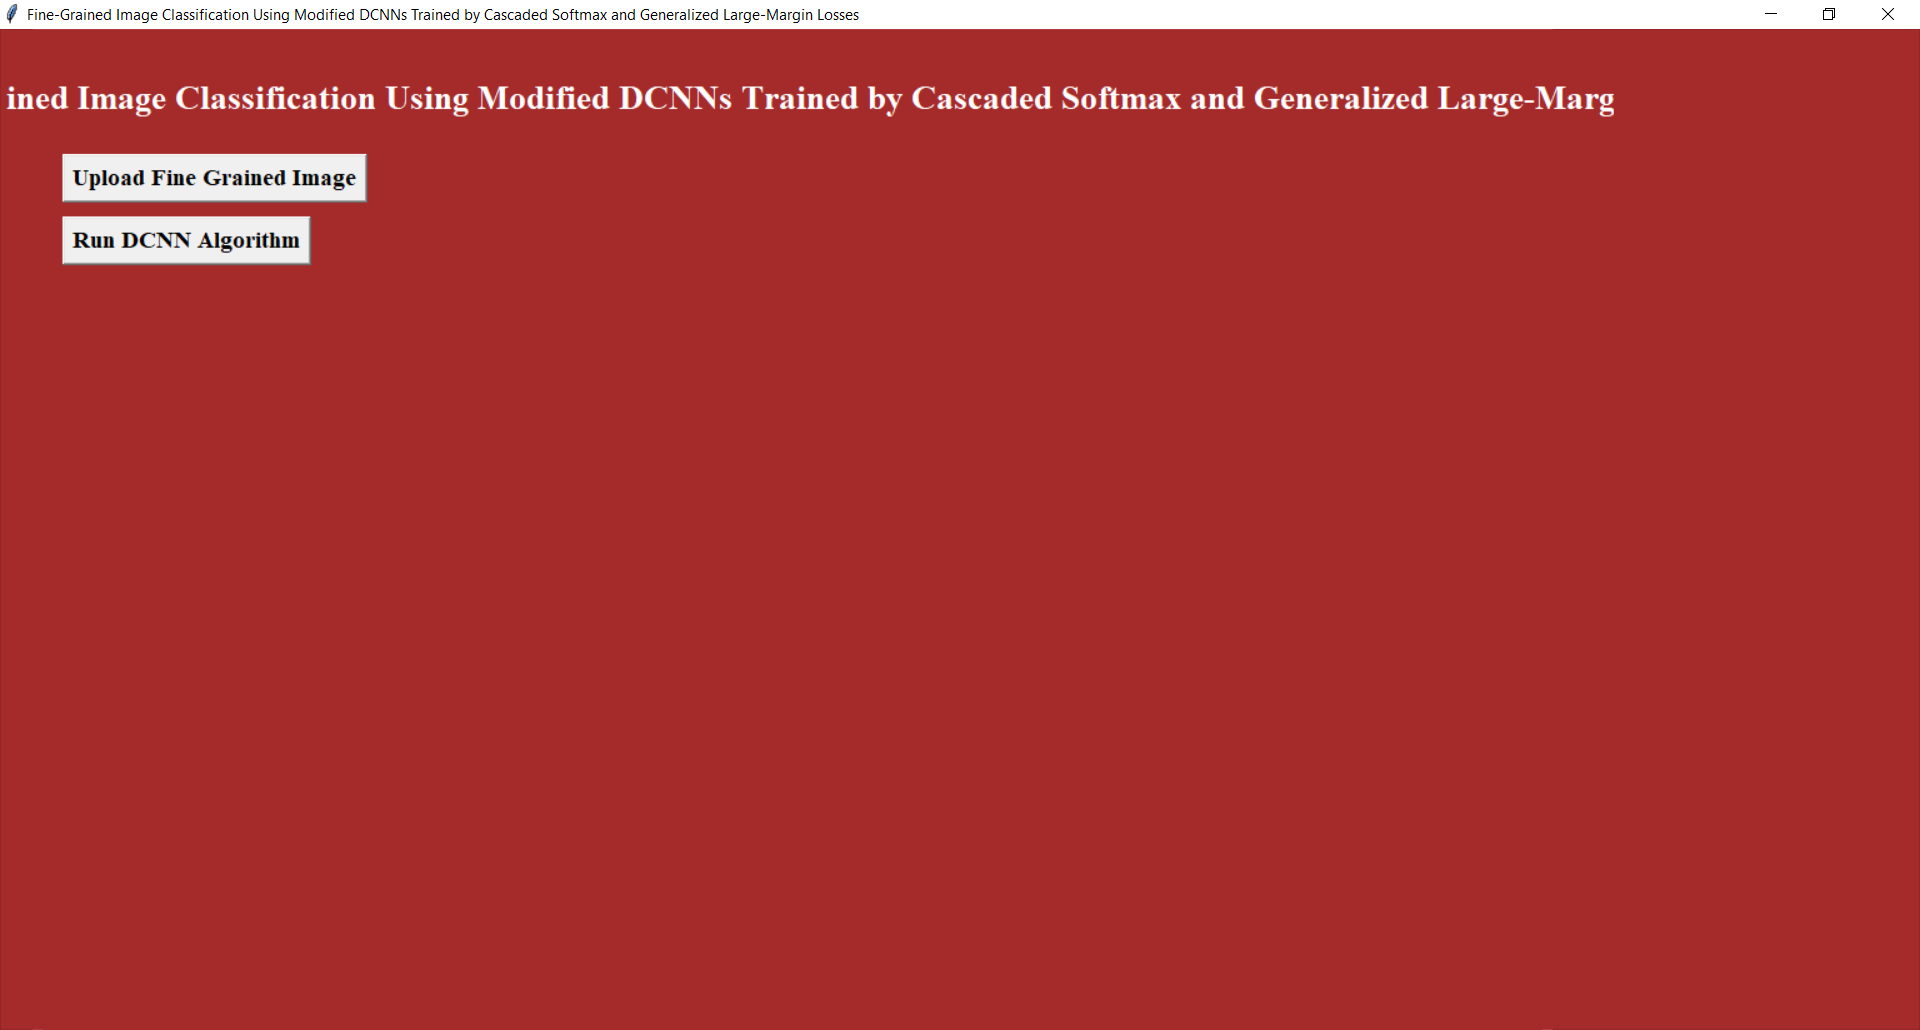 Fine-Grained Image Classification Using Modified DCNNs Trained by Cascaded Softmax and Generalized Large-Margin Losses
ined Image Classification Using Modified DCNNs Trained by Cascaded Softmax and Generalized Large-Marg
Upload Fine Grained Image
Run DCNN Algorithm